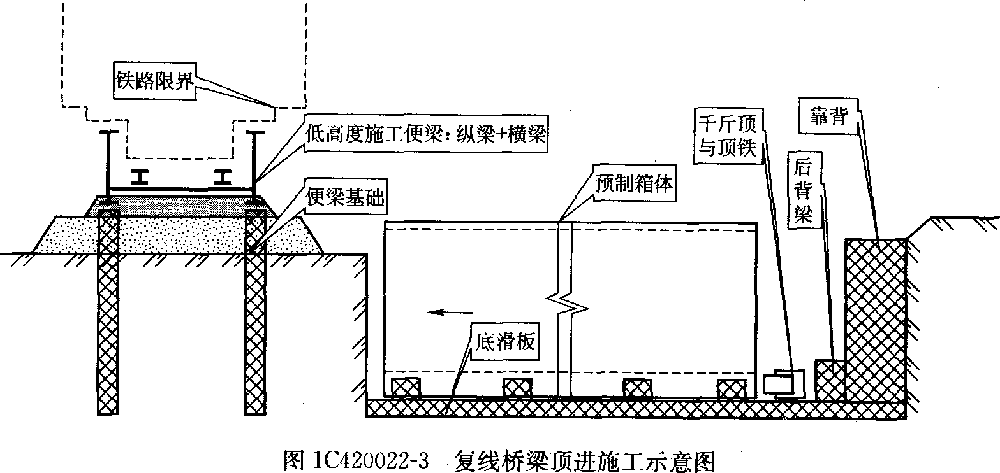 铁路限界
低高度施工便梁：纵梁+横梁
便梁基础
预制箱体
千斤顶
与顶铁
靠背
后
背
梁
底滑板
图 1C420022-3 复线桥梁顶进施工示意图